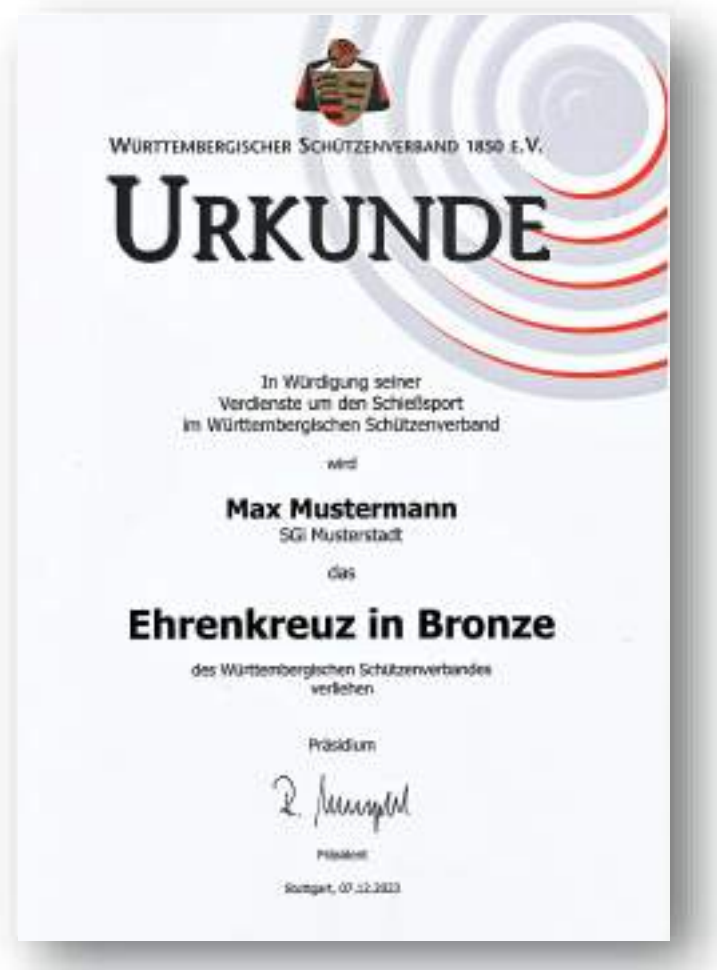 WÜRTTEMBERGISCHER SCHÜTZENVERBAND 1850 E.V.
URKUNDE
In Würdigung seiner
Verdienste um den Schießsport
im Württembergischen Schützenverband
wird
Max Mustermann
SGi Musterstadt
das
Ehrenkreuz in Bronze
des Württembergischen Schützenverbandes
verliehen
Präsidium
R.
Präsident
Stuttgart, 07.12.2023